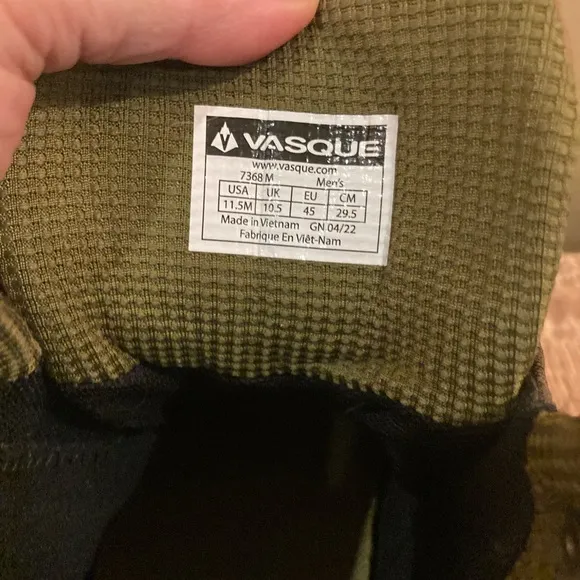 VASQUE
www.vasque.com
7368 M Men's
USA UK EU CM
11.5M 10.5 45 29.5
Made in Vietnam GN 04/22
Fabrique En Viêt-Nam